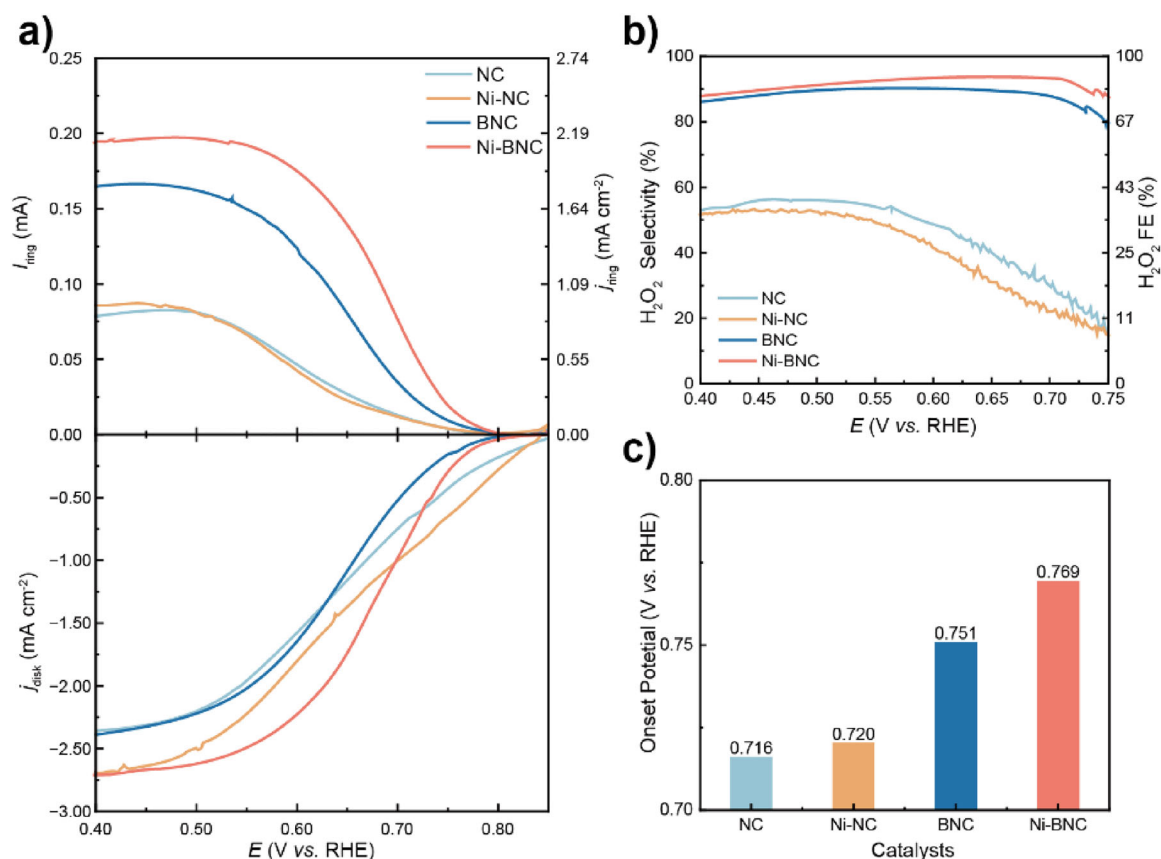 a)
0.25
0.20
0.15
0.10
0.05
0.00
I_ring (mA)
2.74
2.19
1.64
1.09
0.55
0.00
j_ring (mA cm⁻²)
NC
Ni-NC
BNC
Ni-BNC
−0.50
−1.00
−1.50
−2.00
−2.50
−3.00
j_disk (mA cm⁻²)
0.40 0.50 0.60 0.70 0.80
E (V vs. RHE)
b)
100
80
60
40
20
0
H₂O₂ Selectivity (%)
100
67
43
25
11
0
H₂O₂ FE (%)
NC
Ni-NC
BNC
Ni-BNC
0.40 0.45 0.50 0.55 0.60 0.65 0.70 0.75
E (V vs. RHE)
c)
0.80
0.75
0.70
Onset Potetial (V vs. RHE)
0.716
0.720
0.751
0.769
NC Ni-NC BNC Ni-BNC
Catalysts